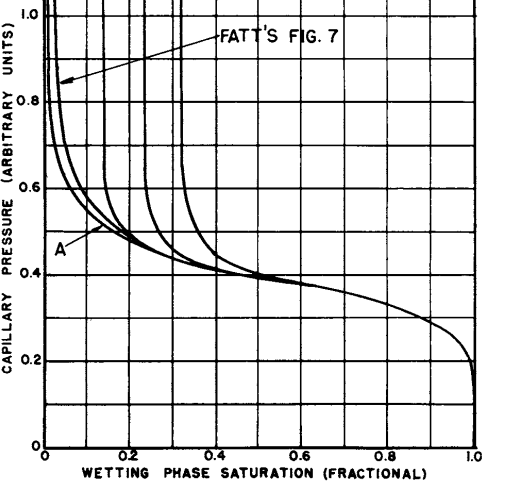 1.0
FATT'S FIG. 7
0.8
0.6
A
0.4
0.2
0
0 0.2 0.4 0.6 0.8 1.0
CAPILLARY PRESSURE (ARBITRARY UNITS)
WETTING PHASE SATURATION (FRACTIONAL)